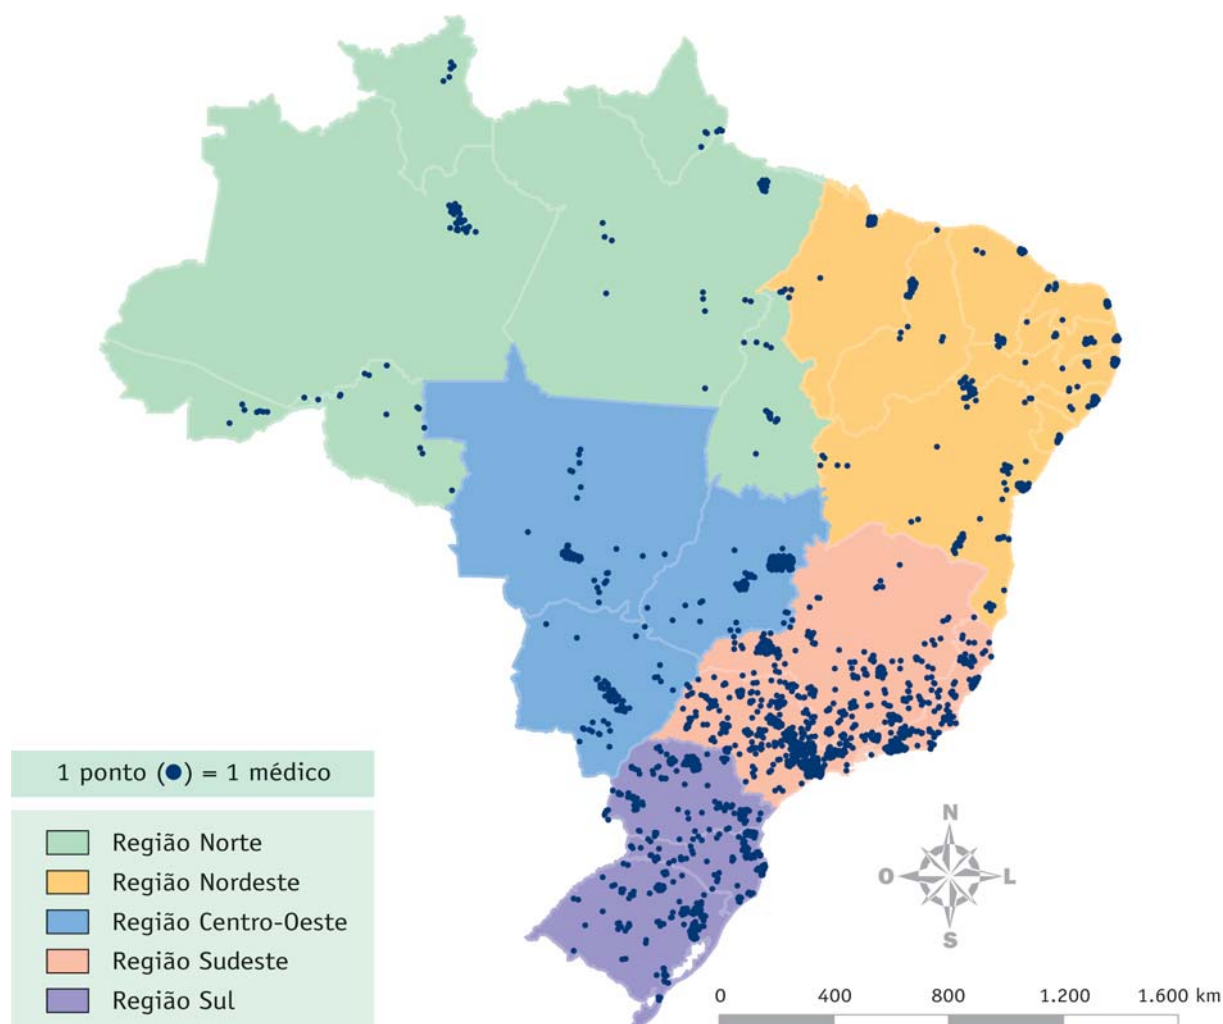 1 ponto (●) = 1 médico
Região Norte
Região Nordeste
Região Centro-Oeste
Região Sudeste
Região Sul
N
O L
S
0 400 800 1.200 1.600 km